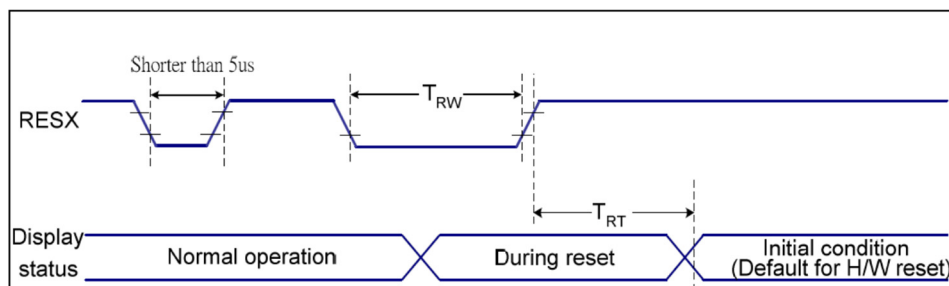 Shorter than 5us
RESX
TRW
TRT
Display
status
Normal operation
During reset
Initial condition
(Default for H/W reset)